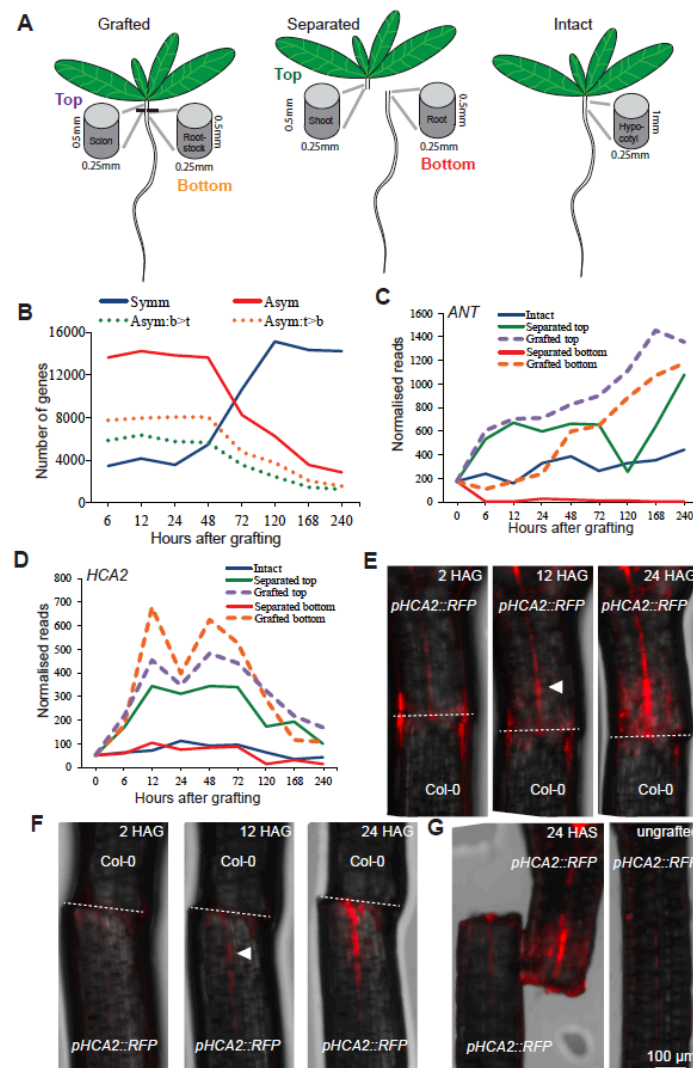 A
Grafted
Separated
Intact
Top
Top
0.5mm
Scion
Root-
stock
0.5mm
0.25mm
0.25mm
Bottom
0.5mm
Shoot
Root
0.5mm
0.25mm
0.25mm
Bottom
Hypo-
cotyl
1mm
0.25mm
B
Symm
Asym
Asym:b>t
Asym:t>b
Number of genes
16000
12000
8000
4000
0
6 12 24 48 72 120 168 240
Hours after grafting
C
ANT
Intact
Separated top
Grafted top
Separated bottom
Grafted bottom
Normalised reads
1600
1400
1200
1000
800
600
400
200
0
0 6 12 24 48 72 120 168 240
Hours after grafting
D
HCA2
Intact
Separated top
Grafted top
Separated bottom
Grafted bottom
Normalised reads
800
700
600
500
400
300
200
100
0
0 6 12 24 48 72 120 168 240
Hours after grafting
E
2 HAG
12 HAG
24 HAG
pHCA2::RFP
pHCA2::RFP
pHCA2::RFP
Col-0
Col-0
Col-0
F
2 HAG
12 HAG
24 HAG
Col-0
Col-0
Col-0
pHCA2::RFP
pHCA2::RFP
pHCA2::RFP
G
24 HAS
ungrafted
pHCA2::RFP
pHCA2::RFP
pHCA2::RFP
100 µm